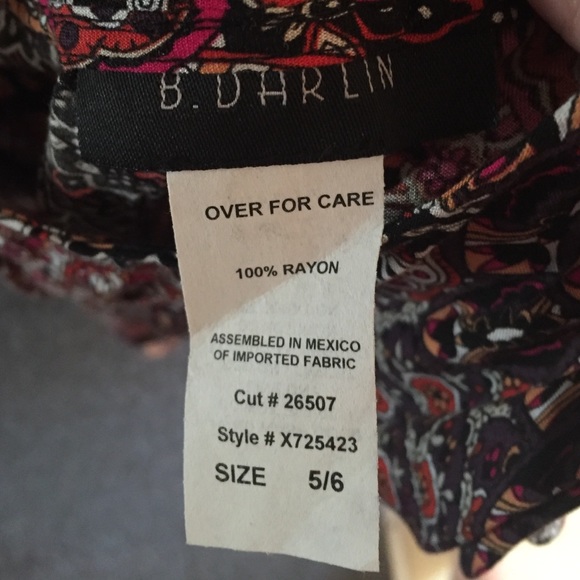 B. DARLIN
OVER FOR CARE
100% RAYON
ASSEMBLED IN MEXICO
OF IMPORTED FABRIC
Cut # 26507
Style # X725423
SIZE 5/6